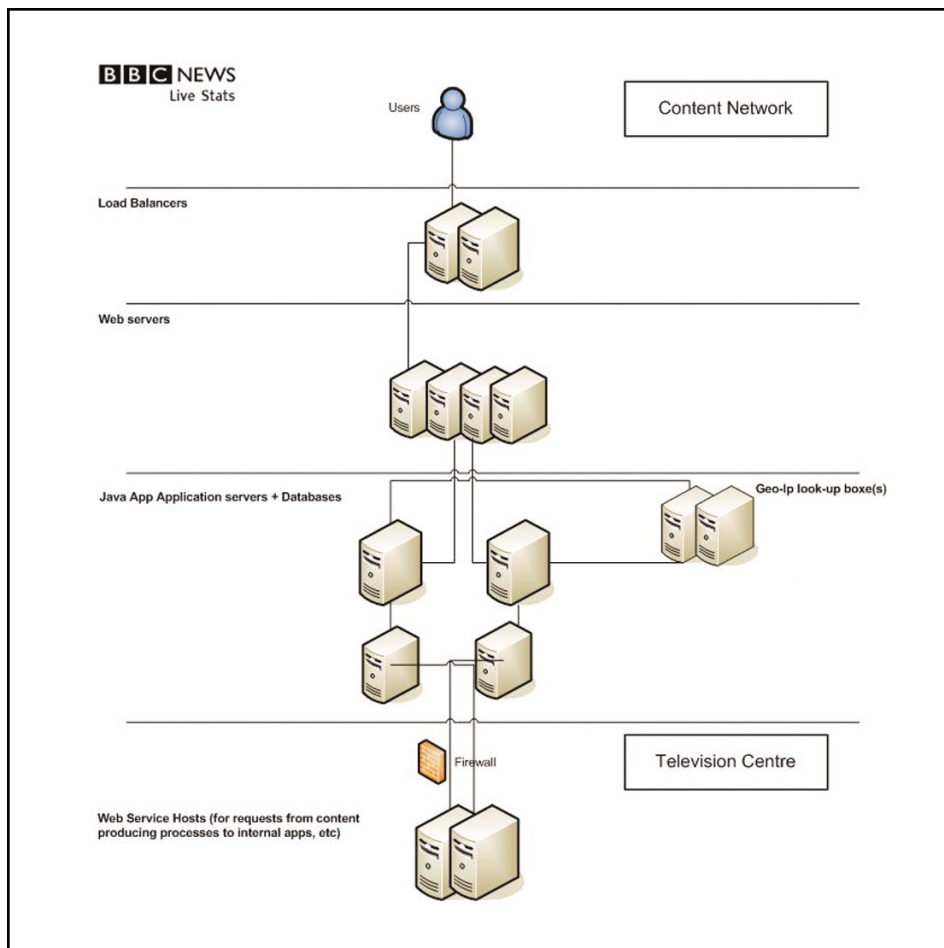 BBC NEWS
Live Stats
Users
Content Network
Load Balancers
Web servers
Java App Application servers + Databases
Geo-Ip look-up boxe(s)
Firewall
Television Centre
Web Service Hosts (for requests from content
producing processes to internal apps, etc)